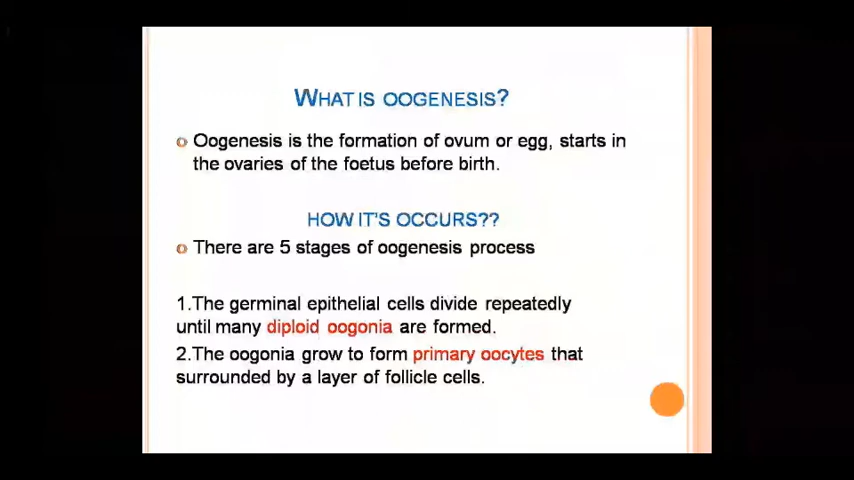 WHAT IS OOGENESIS?
Oogenesis is the formation of ovum or egg, starts in
the ovaries of the foetus before birth.
HOW IT'S OCCURS??
There are 5 stages of oogenesis process
1.The germinal epithelial cells divide repeatedly
until many diploid oogonia are formed.
2.The oogonia grow to form primary oocytes that
surrounded by a layer of follicle cells.